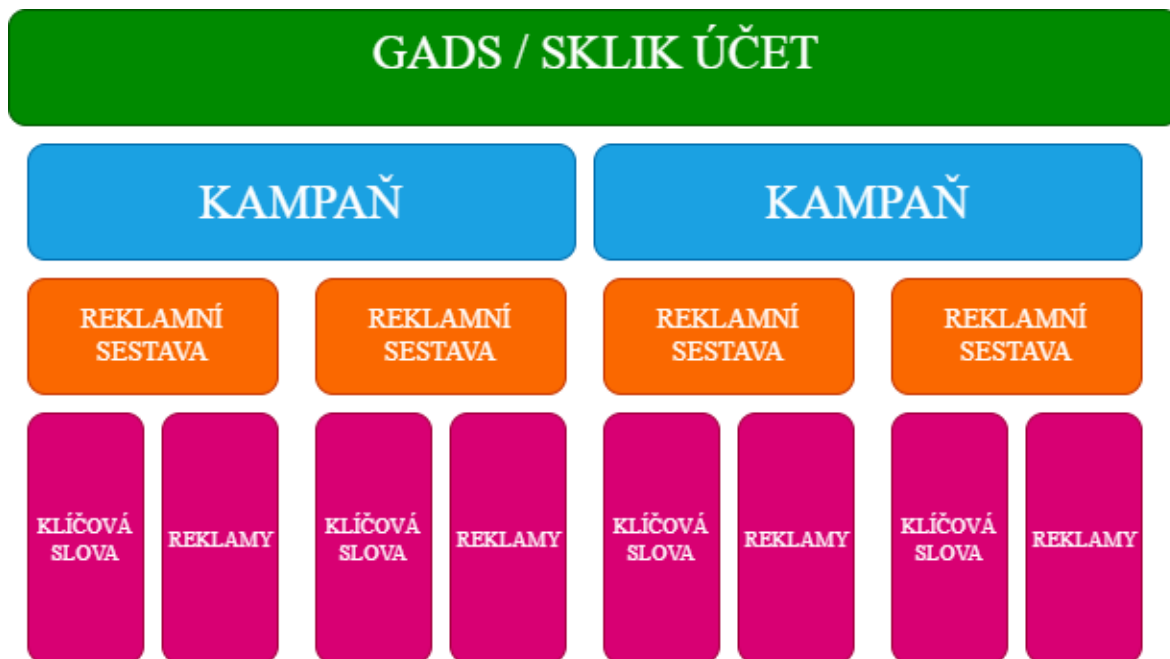 GADS / SKLIK ÚČET
KAMPAŇ
KAMPAŇ
REKLAMNÍ
SESTAVA
REKLAMNÍ
SESTAVA
REKLAMNÍ
SESTAVA
REKLAMNÍ
SESTAVA
KLÍČOVÁ
SLOVA
REKLAMY
KLÍČOVÁ
SLOVA
REKLAMY
KLÍČOVÁ
SLOVA
REKLAMY
KLÍČOVÁ
SLOVA
REKLAMY